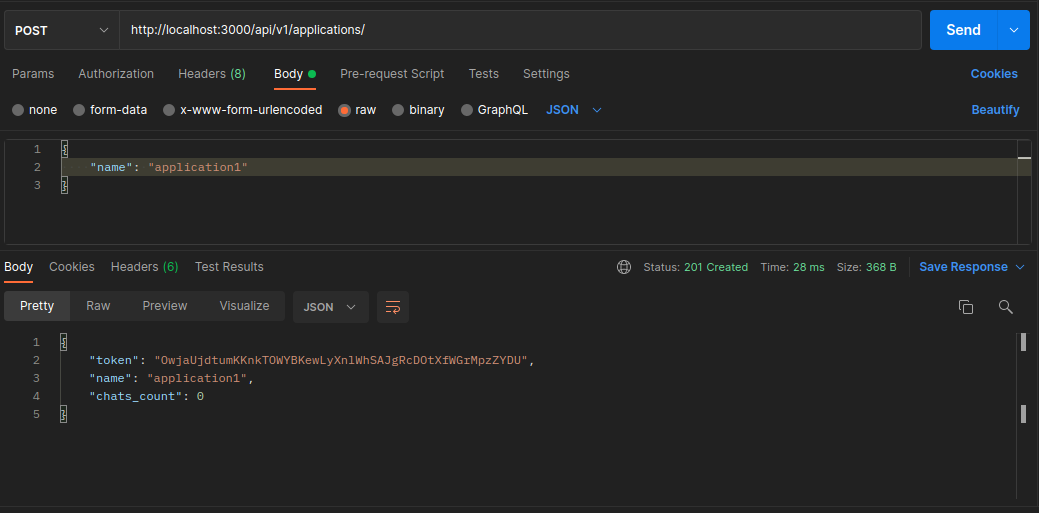 POST http://localhost:3000/api/v1/applications/ Send
Params Authorization Headers (8) Body Pre-request Script Tests Settings Cookies
none form-data x-www-form-urlencoded raw binary GraphQL JSON Beautify
1 {
2 "name": "application1"
3 }
Body Cookies Headers (6) Test Results Status: 201 Created Time: 28 ms Size: 368 B Save Response
Pretty Raw Preview Visualize JSON
1 {
2 "token": "OwjaUjdtumKKnkTOWYBKewLyXnlWhSAJgRcDOtXfWGrMpzZYDU",
3 "name": "application1",
4 "chats_count": 0
5 }